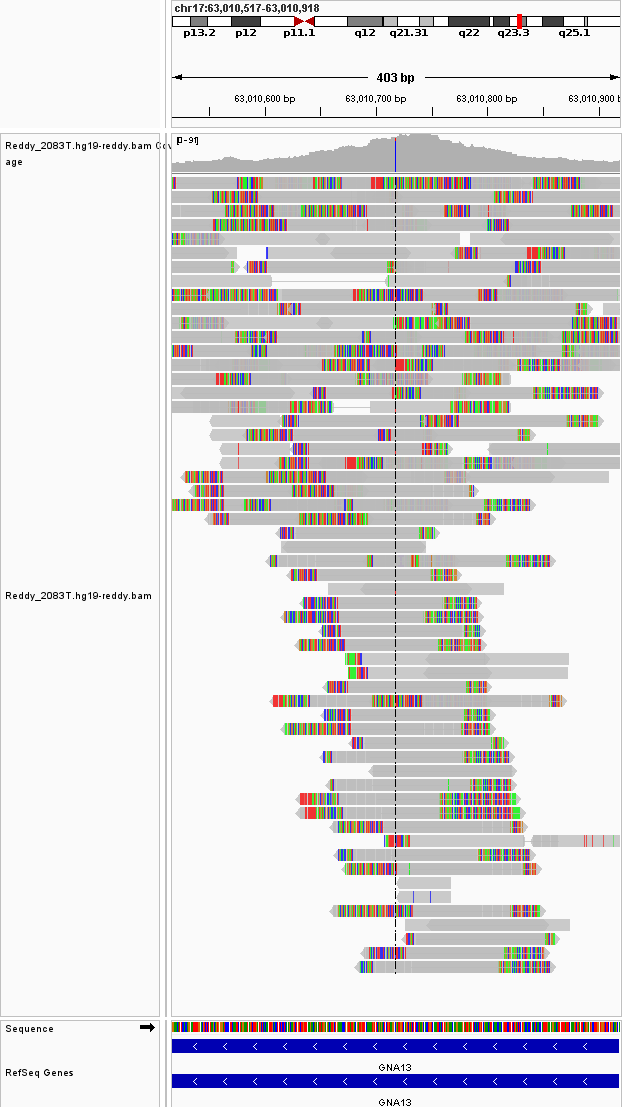 chr17:63,010,517-63,010,918
p13.2 p12 p11.1 q12 q21.31 q22 q23.3 q25.1
403 bp
63,010,600 bp 63,010,700 bp 63,010,800 bp 63,010,900 b
Reddy_2083T.hg19-reddy.bam Cov
age
[0-91]
Reddy_2083T.hg19-reddy.bam
Sequence
RefSeq Genes
GNA13
GNA13